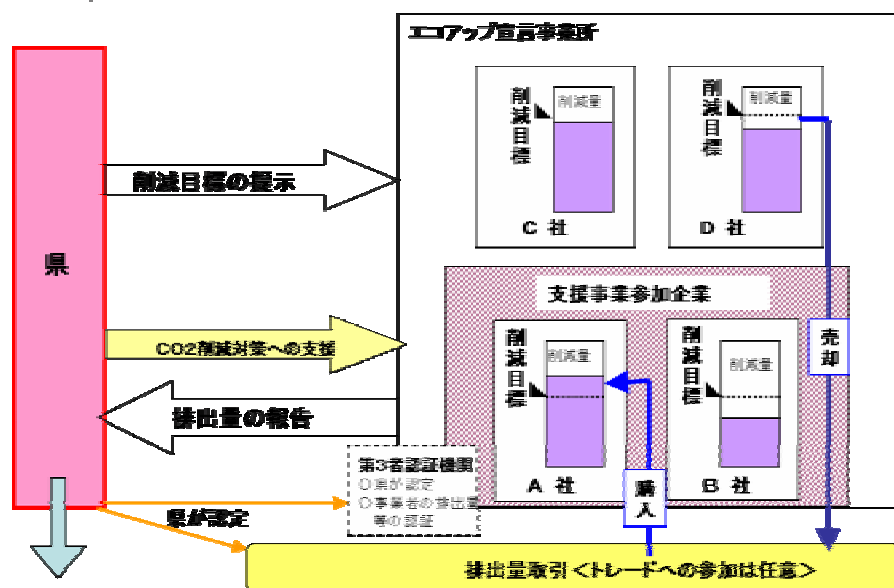 エコアップ宣言事業所
県
削減目標の提示
CO2削減対策への支援
排出量の報告
削減目標
削減量
C 社
削減目標
削減量
D 社
支援事業参加企業
削減目標
削減量
A 社
削減目標
削減量
B 社
売却
購入
第3者認証機関
○県が認定
○事業者の排出量
等の認証
県が認定
排出量取引<トレードへの参加は任意>